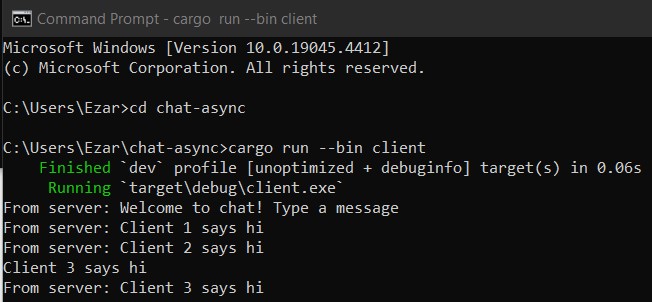 Command Prompt - cargo  run --bin client
Microsoft Windows [Version 10.0.19045.4412]
(c) Microsoft Corporation. All rights reserved.
C:\Users\Ezar>cd chat-async
C:\Users\Ezar\chat-async>cargo run --bin client
    Finished `dev` profile [unoptimized + debuginfo] target(s) in 0.06s
     Running `target\debug\client.exe`
From server: Welcome to chat! Type a message
From server: Client 1 says hi
From server: Client 2 says hi
Client 3 says hi
From server: Client 3 says hi